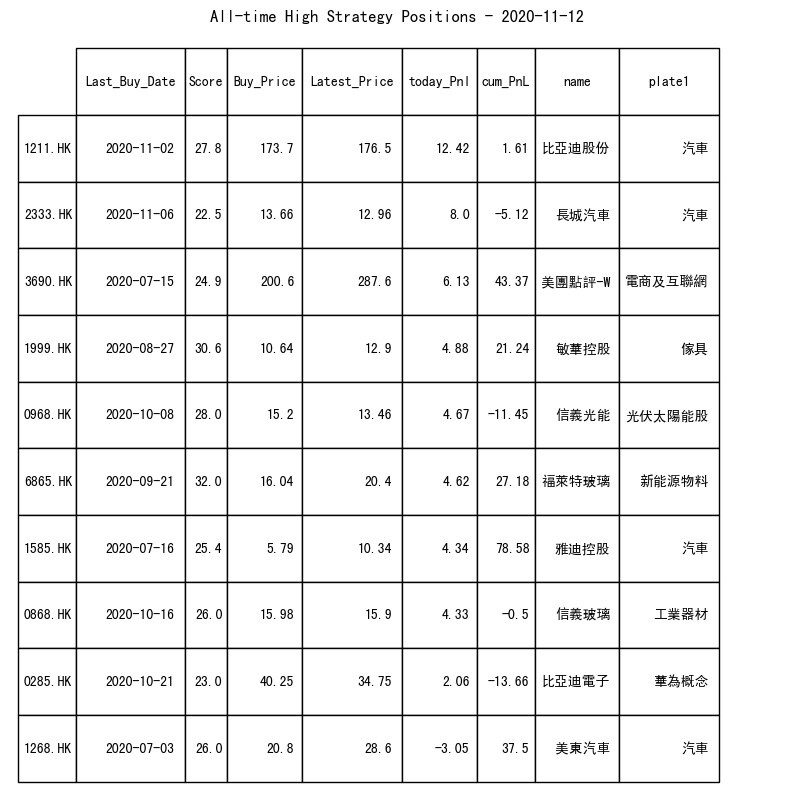 All-time High Strategy Positions - 2020-11-12
Last_Buy_Date Score Buy_Price Latest_Price today_Pnl cum_PnL name plate1
1211.HK 2020-11-02 27.8 173.7 176.5 12.42 1.61 比亞迪股份 汽車
2333.HK 2020-11-06 22.5 13.66 12.96 8.0 -5.12 長城汽車 汽車
3690.HK 2020-07-15 24.9 200.6 287.6 6.13 43.37 美團點評-W 電商及互聯網
1999.HK 2020-08-27 30.6 10.64 12.9 4.88 21.24 敏華控股 傢具
0968.HK 2020-10-08 28.0 15.2 13.46 4.67 -11.45 信義光能 光伏太陽能股
6865.HK 2020-09-21 32.0 16.04 20.4 4.62 27.18 福萊特玻璃 新能源物料
1585.HK 2020-07-16 25.4 5.79 10.34 4.34 78.58 雅迪控股 汽車
0868.HK 2020-10-16 26.0 15.98 15.9 4.33 -0.5 信義玻璃 工業器材
0285.HK 2020-10-21 23.0 40.25 34.75 2.06 -13.66 比亞迪電子 華為概念
1268.HK 2020-07-03 26.0 20.8 28.6 -3.05 37.5 美東汽車 汽車